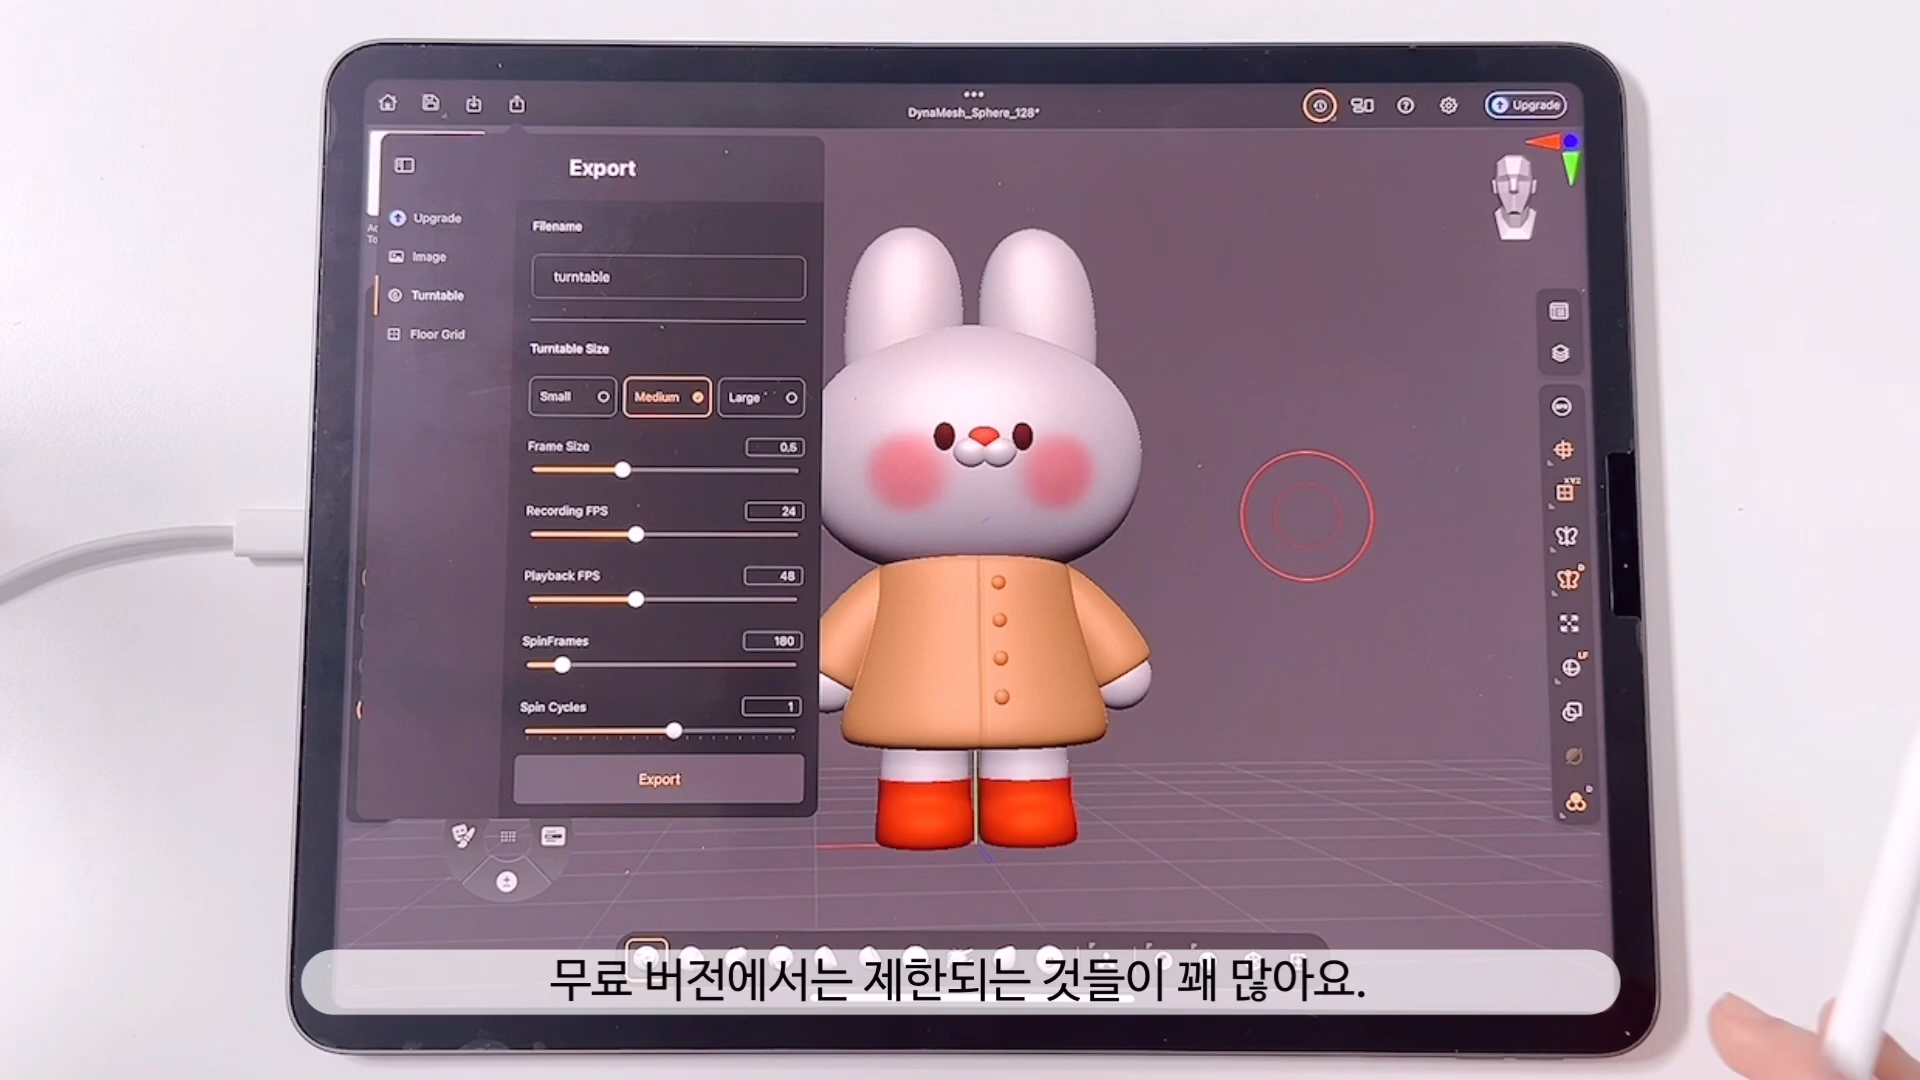 DynaMesh_Sphere_128*
Upgrade
Export
Upgrade
Image
Turntable
Floor Grid
Filename
turntable
Turntable Size
Small
Medium
Large
Frame Size
0.5
Recording FPS
24
Playback FPS
48
SpinFrames
180
Spin Cycles
1
Export
XYZ
LF
D
D
무료 버전에서는 제한되는 것들이 꽤 많아요.